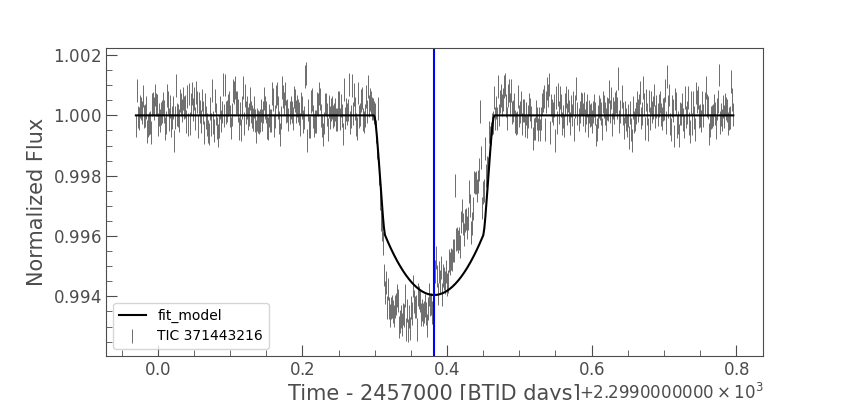 1.002
1.000
0.998
0.996
0.994
Normalized Flux
fit_model
TIC 371443216
0.0 0.2 0.4 0.6 0.8
Time - 2457000 [BTJD days]
+2.2990000000 × 10³